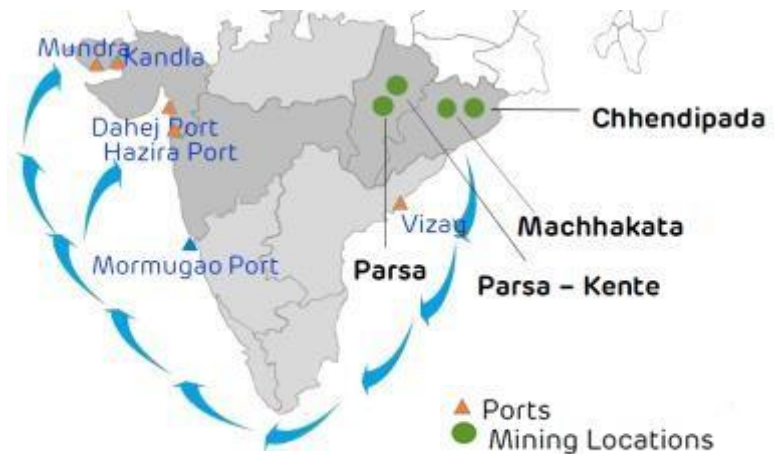 Mundra
Kandla
Dahej Port
Hazira Port
Mormugao Port
Vizag
Chhendipada
Machhakata
Parsa
Parsa – Kente
Ports
Mining Locations